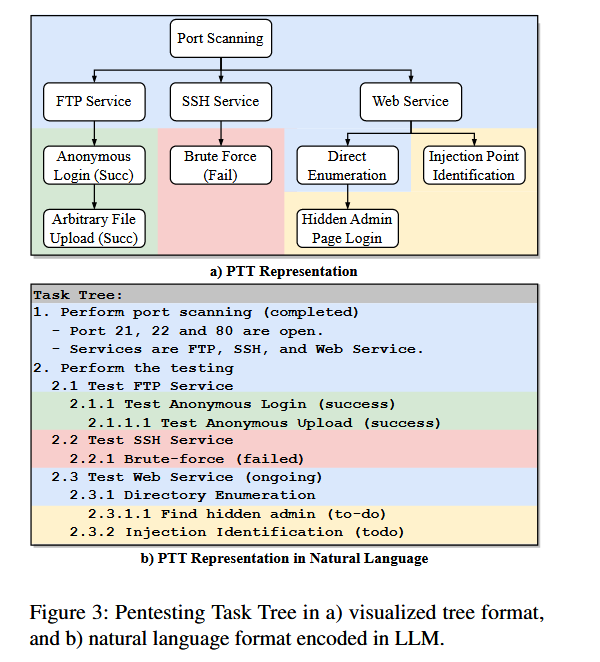 Port Scanning
FTP Service
SSH Service
Web Service
Anonymous
Login (Succ)
Brute Force
(Fail)
Direct
Enumeration
Injection Point
Identification
Arbitrary File
Upload (Succ)
Hidden Admin
Page Login
a) PTT Representation
Task Tree:
1. Perform port scanning (completed)
- Port 21, 22 and 80 are open.
- Services are FTP, SSH, and Web Service.
2. Perform the testing
2.1 Test FTP Service
2.1.1 Test Anonymous Login (success)
2.1.1.1 Test Anonymous Upload (success)
2.2 Test SSH Service
2.2.1 Brute-force (failed)
2.3 Test Web Service (ongoing)
2.3.1 Directory Enumeration
2.3.1.1 Find hidden admin (to-do)
2.3.2 Injection Identification (todo)
b) PTT Representation in Natural Language
Figure 3: Pentesting Task Tree in a) visualized tree format,
and b) natural language format encoded in LLM.